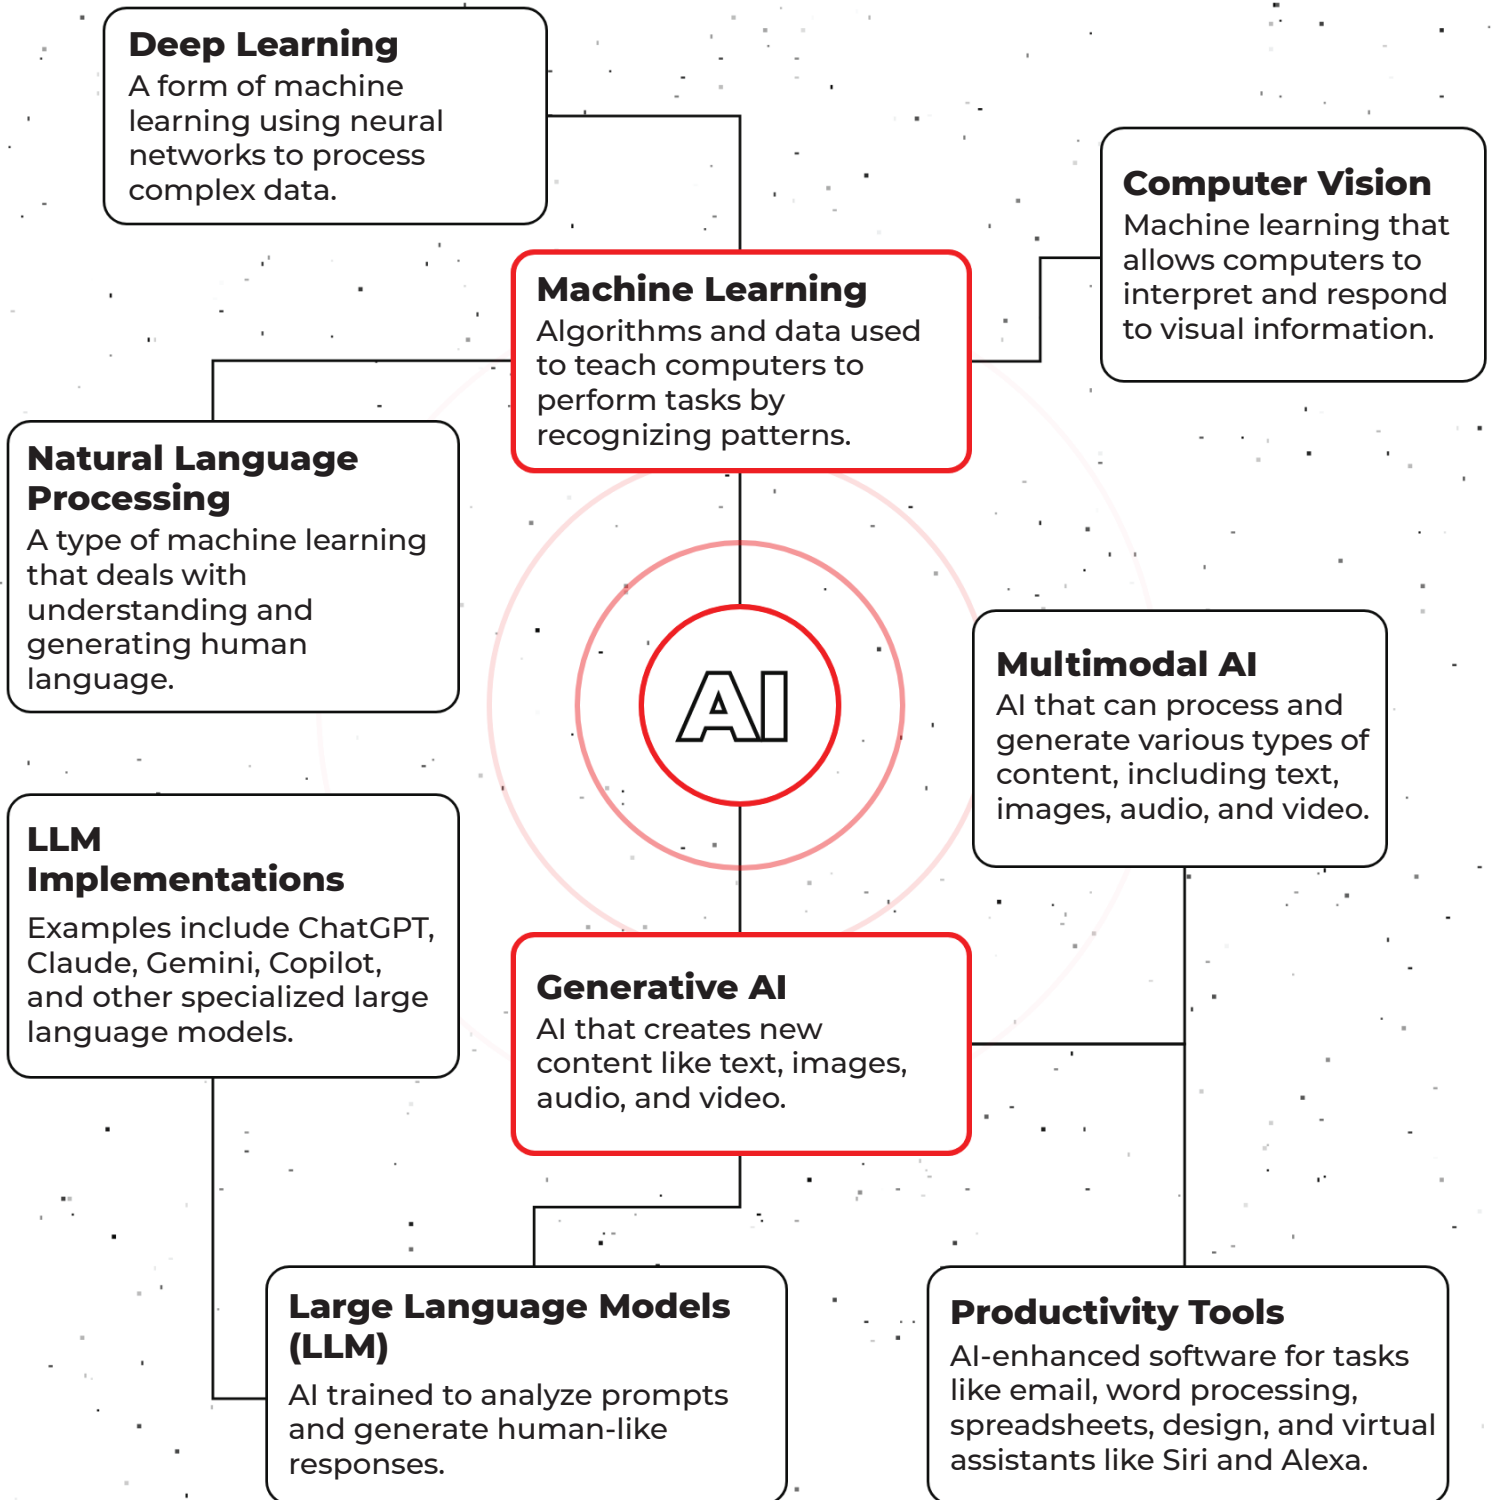 Deep Learning
A form of machine
learning using neural
networks to process
complex data.
Computer Vision
Machine learning that
allows computers to
interpret and respond
to visual information.
Machine Learning
Algorithms and data used
to teach computers to
perform tasks by
recognizing patterns.
Natural Language
Processing
A type of machine learning
that deals with
understanding and
generating human
language.
AI
Multimodal AI
AI that can process and
generate various types of
content, including text,
images, audio, and video.
LLM
Implementations
Examples include ChatGPT,
Claude, Gemini, Copilot,
and other specialized large
language models.
Generative AI
AI that creates new
content like text, images,
audio, and video.
Large Language Models
(LLM)
AI trained to analyze prompts
and generate human-like
responses.
Productivity Tools
AI-enhanced software for tasks
like email, word processing,
spreadsheets, design, and virtual
assistants like Siri and Alexa.